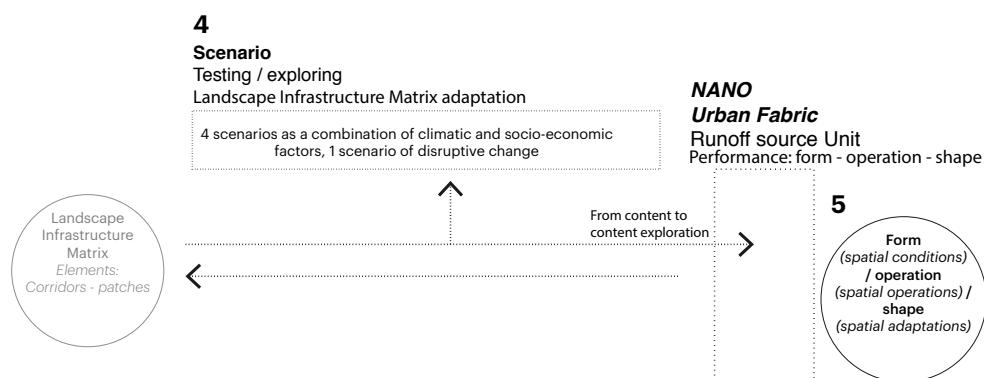 4
Scenario
Testing / exploring
Landscape Infrastructure Matrix adaptation
4 scenarios as a combination of climatic and socio-economic
factors, 1 scenario of disruptive change
NANO
Urban Fabric
Runoff source Unit
Performance: form - operation - shape
Landscape
Infrastructure
Matrix
Elements:
Corridors - patches
From content to
content exploration
5
Form
(spatial conditions)
/ operation
(spatial operations) /
shape
(spatial adaptations)